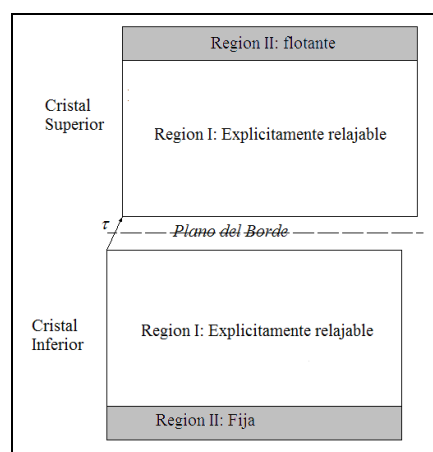 Region II: flotante
Cristal
Superior
Region I: Explicitamente relajable
τ
Plano del Borde
Cristal
Inferior
Region I: Explicitamente relajable
Region II: Fija